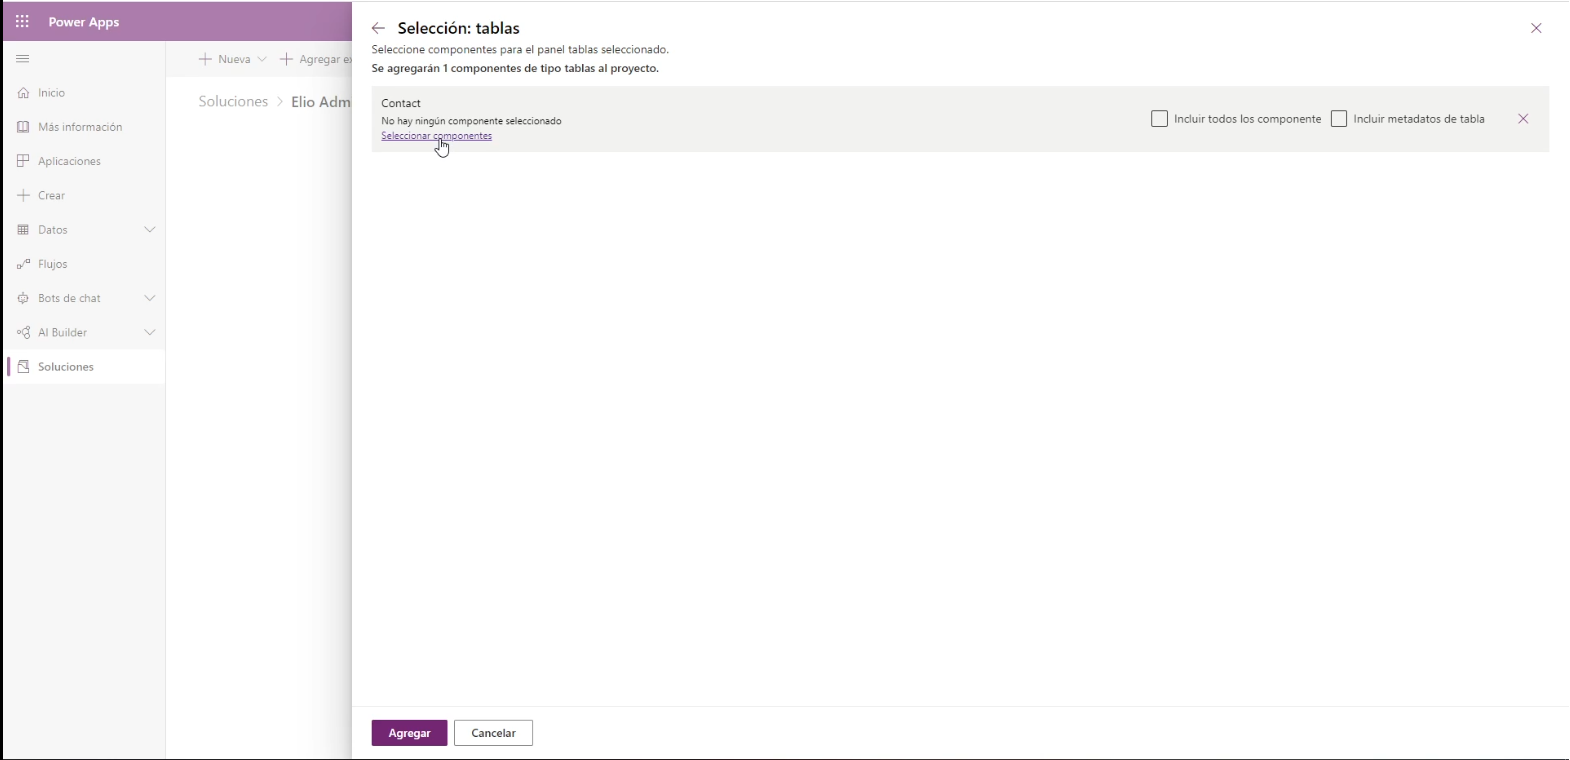 Power Apps
Inicio
Más información
Aplicaciones
Crear
Datos
Flujos
Bots de chat
AI Builder
Soluciones
Nueva
Agregar ex
Soluciones > Elio Adm
Selección: tablas
Seleccione componentes para el panel tablas seleccionado.
Se agregarán 1 componentes de tipo tablas al proyecto.
Contact
No hay ningún componente seleccionado
Seleccionar componentes
Incluir todos los componente
Incluir metadatos de tabla
Agregar
Cancelar